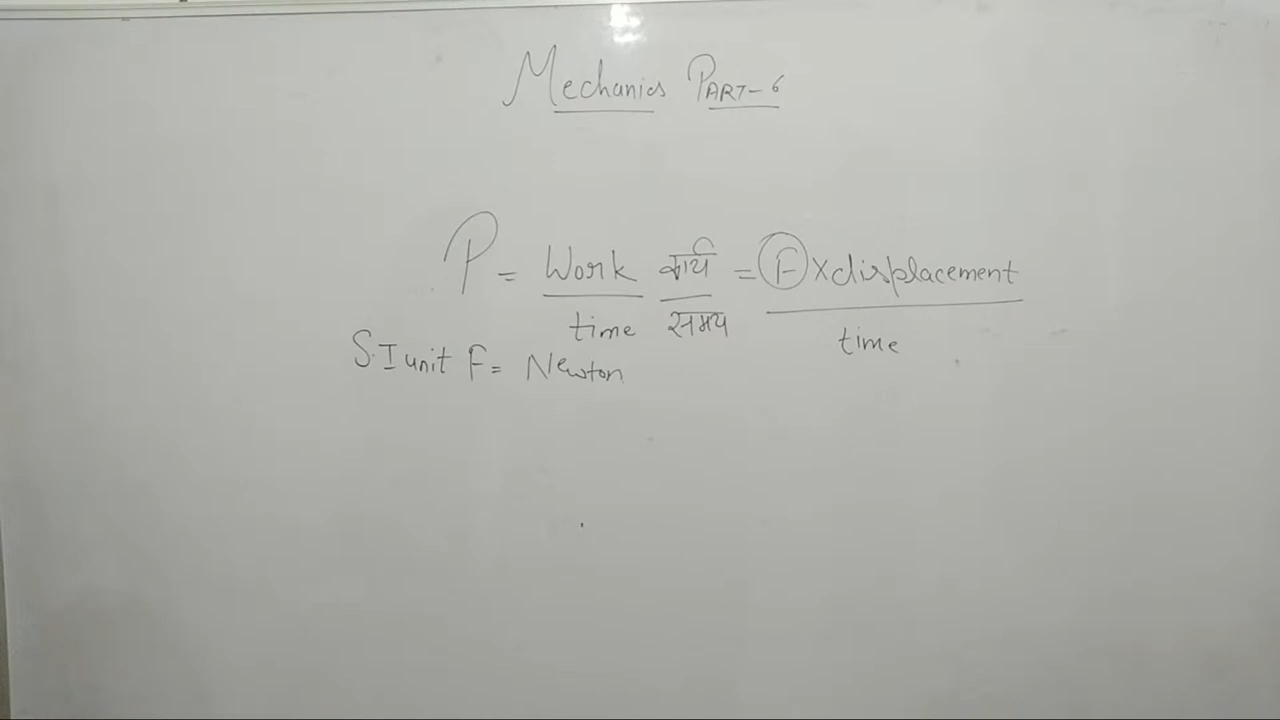 Mechanics PART-6
P = Work / time कार्य / समय = F x displacement / time
S.I unit F = Newton